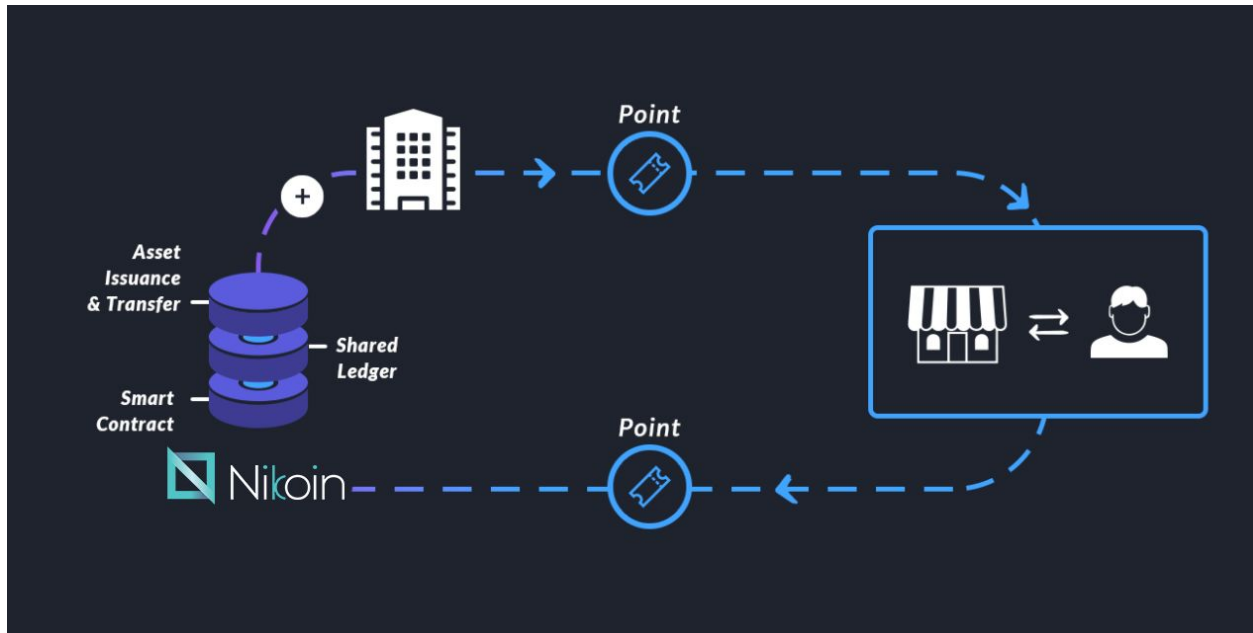 Point
Asset
Issuance
& Transfer
Shared
Ledger
Smart
Contract
Point
Nikoin